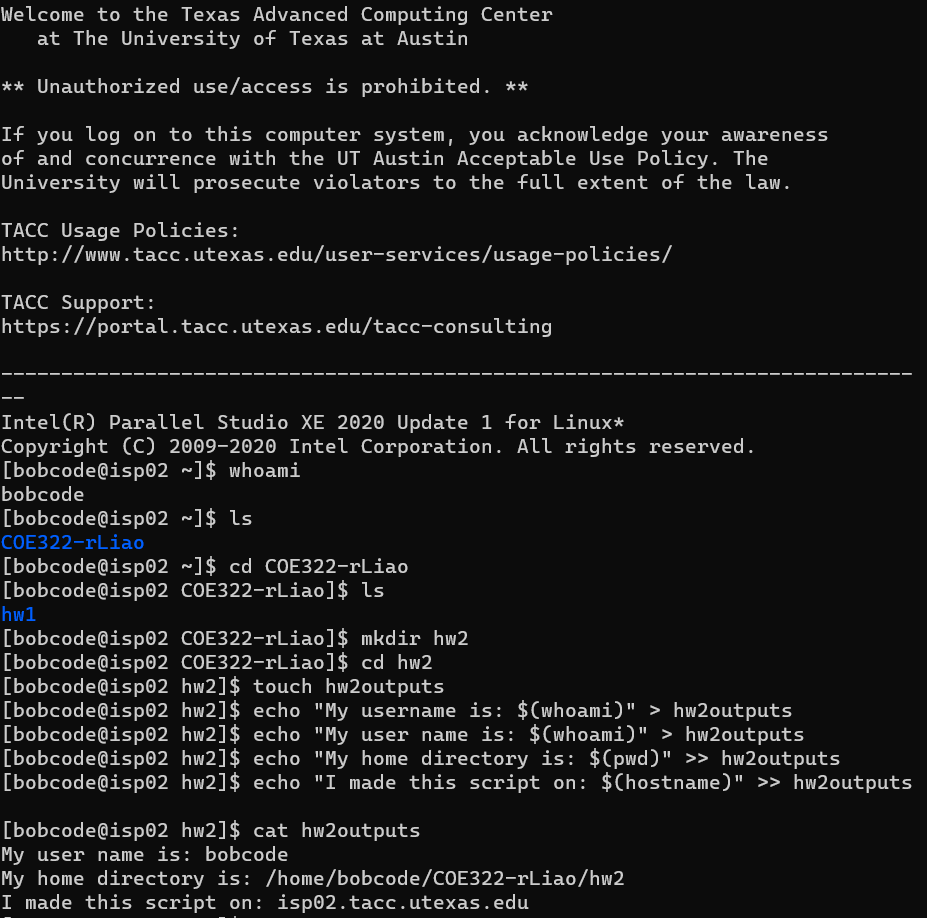 Welcome to the Texas Advanced Computing Center
   at The University of Texas at Austin

** Unauthorized use/access is prohibited. **

If you log on to this computer system, you acknowledge your awareness
of and concurrence with the UT Austin Acceptable Use Policy. The
University will prosecute violators to the full extent of the law.

TACC Usage Policies:
http://www.tacc.utexas.edu/user-services/usage-policies/

TACC Support:
https://portal.tacc.utexas.edu/tacc-consulting

----------------------------------------------------------------------------
--
Intel(R) Parallel Studio XE 2020 Update 1 for Linux*
Copyright (C) 2009-2020 Intel Corporation. All rights reserved.
[bobcode@isp02 ~]$ whoami
bobcode
[bobcode@isp02 ~]$ ls
COE322-rLiao
[bobcode@isp02 ~]$ cd COE322-rLiao
[bobcode@isp02 COE322-rLiao]$ ls
hw1
[bobcode@isp02 COE322-rLiao]$ mkdir hw2
[bobcode@isp02 COE322-rLiao]$ cd hw2
[bobcode@isp02 hw2]$ touch hw2outputs
[bobcode@isp02 hw2]$ echo "My username is: $(whoami)" > hw2outputs
[bobcode@isp02 hw2]$ echo "My user name is: $(whoami)" > hw2outputs
[bobcode@isp02 hw2]$ echo "My home directory is: $(pwd)" >> hw2outputs
[bobcode@isp02 hw2]$ echo "I made this script on: $(hostname)" >> hw2outputs

[bobcode@isp02 hw2]$ cat hw2outputs
My user name is: bobcode
My home directory is: /home/bobcode/COE322-rLiao/hw2
I made this script on: isp02.tacc.utexas.edu